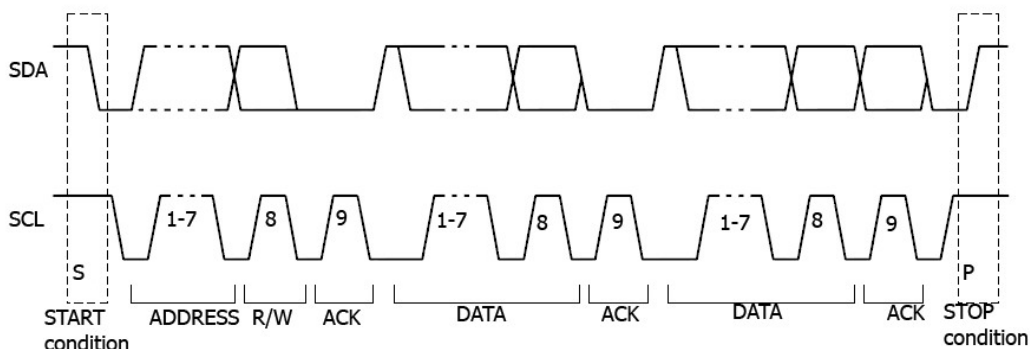 SDA
SCL
1-7 8 9 1-7 8 9 1-7 8 9
S P
START
condition
ADDRESS R/W ACK DATA ACK DATA ACK
STOP
condition